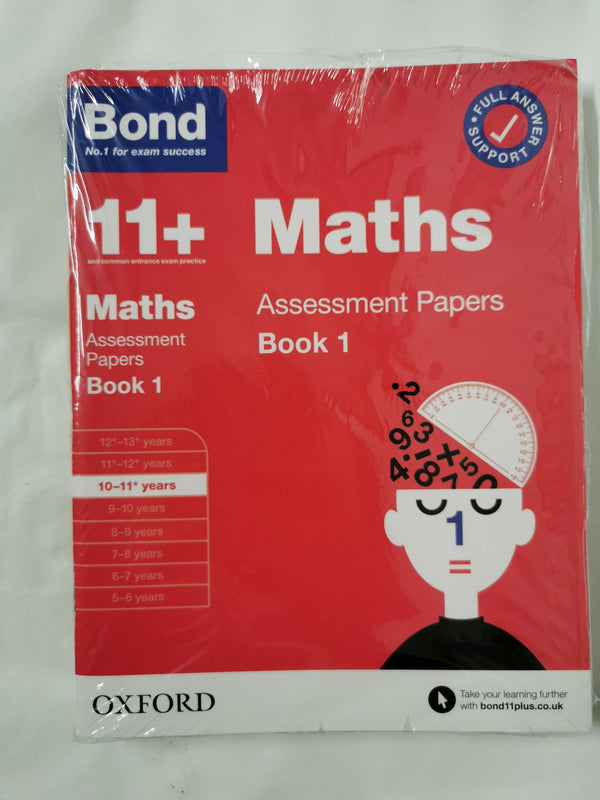 Bond
No.1 for exam success
FULL ANSWER
SUPPORT
11+
and common entrance exam practice
Maths
Assessment
Papers
Book 1
Maths
Assessment Papers
Book 1
12⁺–13⁺ years
11⁺–12⁺ years
10–11⁺ years
9–10 years
8–9 years
7–8 years
6–7 years
5–6 years
1
=
OXFORD
Take your learning further
with bond11plus.co.uk